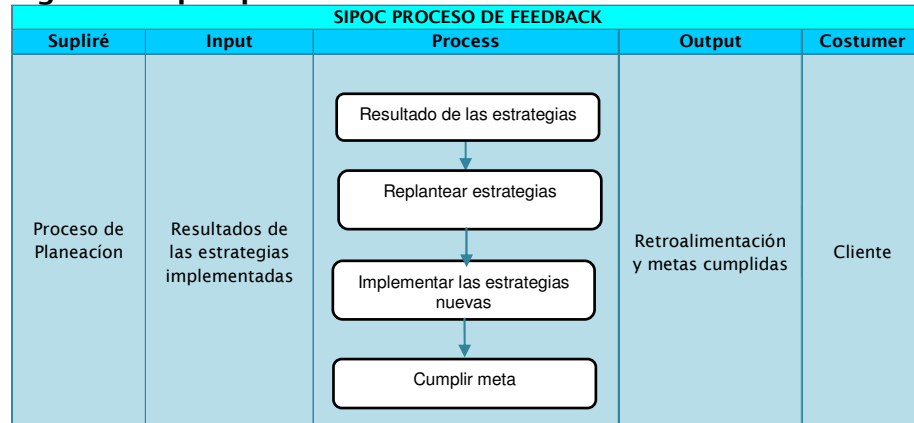 SIPOC PROCESO DE FEEDBACK
Supliré Input Process Output Costumer
Resultado de las estrategias
Replantear estrategias
Proceso de
Planeacíon
Resultados de
las estrategias
implementadas
Implementar las estrategias
nuevas
Cumplir meta
Retroalimentación
y metas cumplidas
Cliente